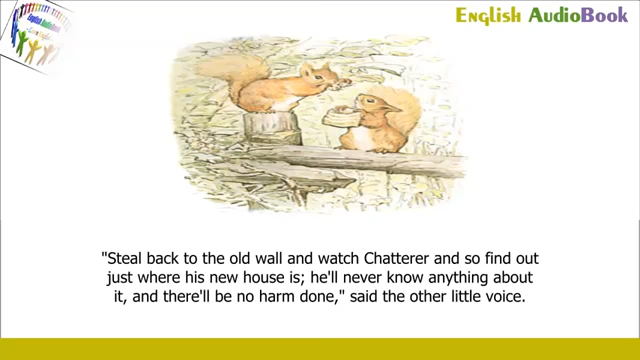 English AudioBook
English AudioBook
"Steal back to the old wall and watch Chatterer and so find out
just where his new house is; he'll never know anything about
it, and there'll be no harm done," said the other little voice.